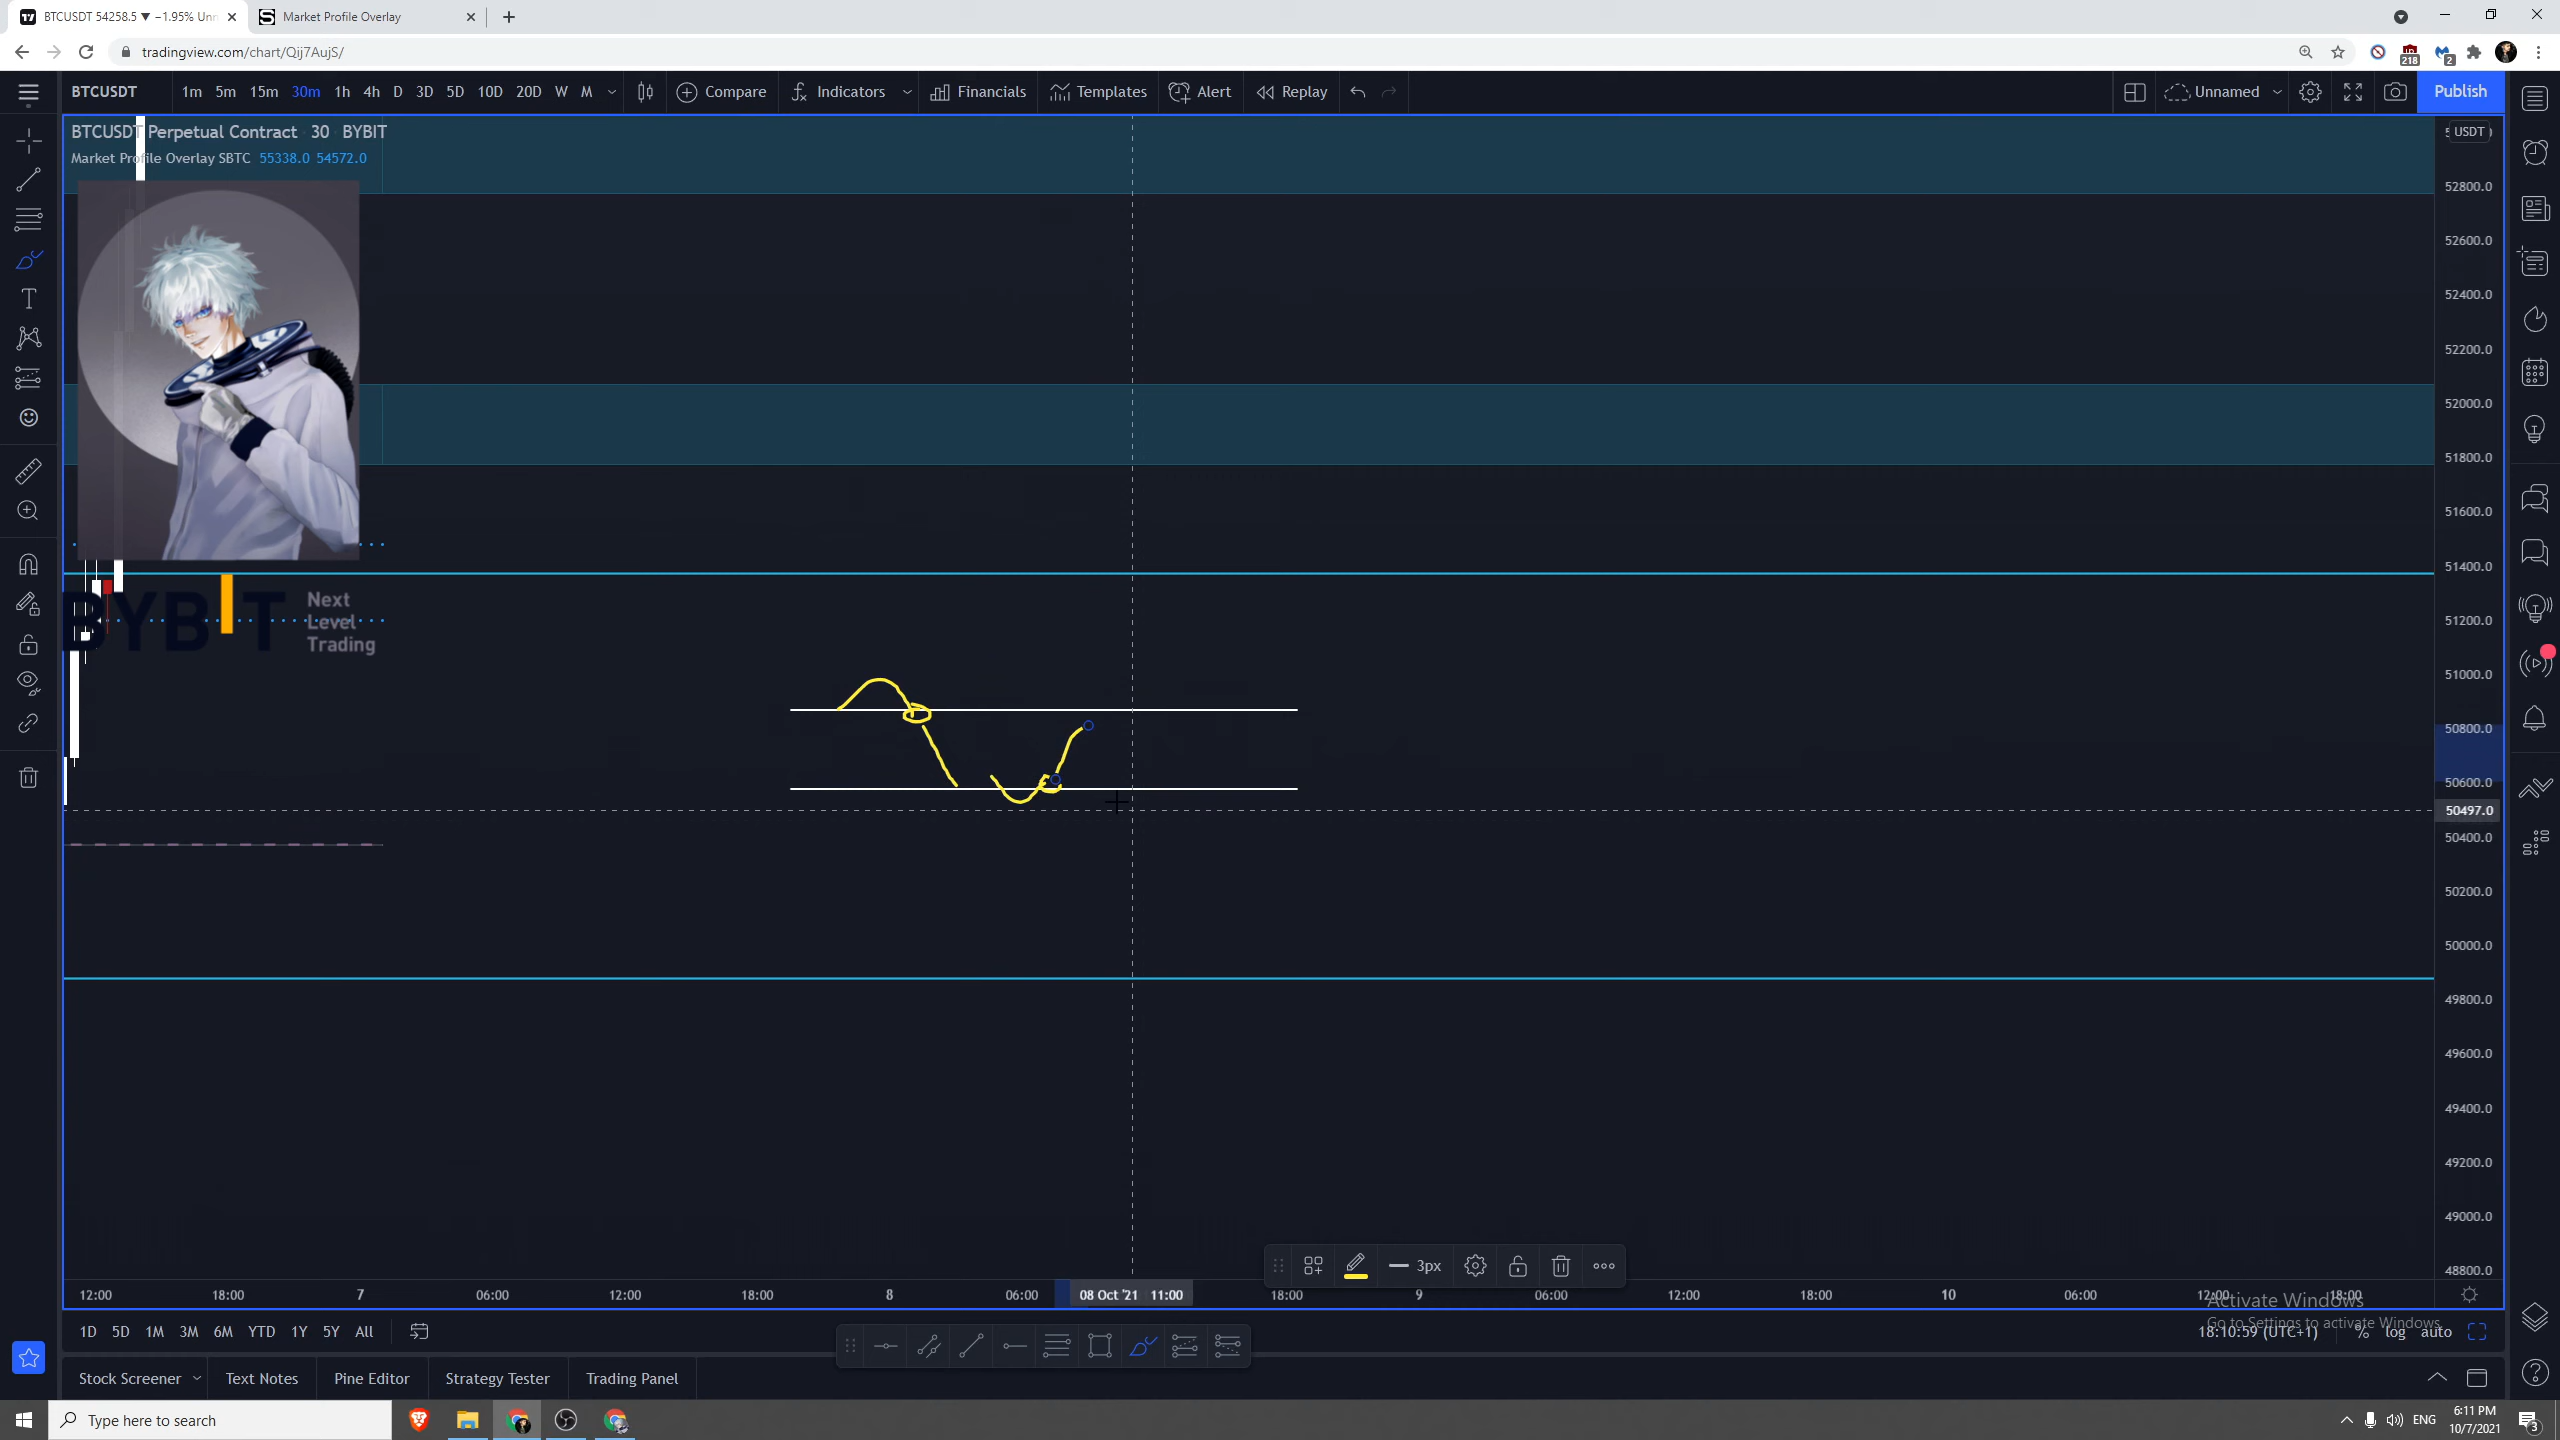 BTCUSDT 54258.5 ▼ −1.95% Unn
Market Profile Overlay
tradingview.com/chart/Qij7AujS/
218
2
BTCUSDT 1m 5m 15m 30m 1h 4h D 3D 5D 10D 20D W M Compare Indicators Financials Templates Alert Replay Unnamed Publish
BTCUSDT Perpetual Contract 30 BYBIT
USDT
Market Profile Overlay SBTC 55338.0 54572.0
52800.0
52600.0
52400.0
52200.0
52000.0
51800.0
51600.0
51400.0
BYBIT
Next
Level
Trading
51200.0
51000.0
50800.0
50600.0
50497.0
50400.0
50200.0
50000.0
49800.0
49600.0
49400.0
49200.0
49000.0
48800.0
3px
12:00 18:00 7 06:00 12:00 18:00 8 06:00 08 Oct '21 11:00 18:00 9 06:00 12:00 18:00 10 06:00 12:00 18:00
Activate Windows
Go to Settings to activate Windows.
1D 5D 1M 3M 6M YTD 1Y 5Y All
18:10:59 (UTC+1) % log auto
Stock Screener Text Notes Pine Editor Strategy Tester Trading Panel
Type here to search
ENG
6:11 PM
10/7/2021
3